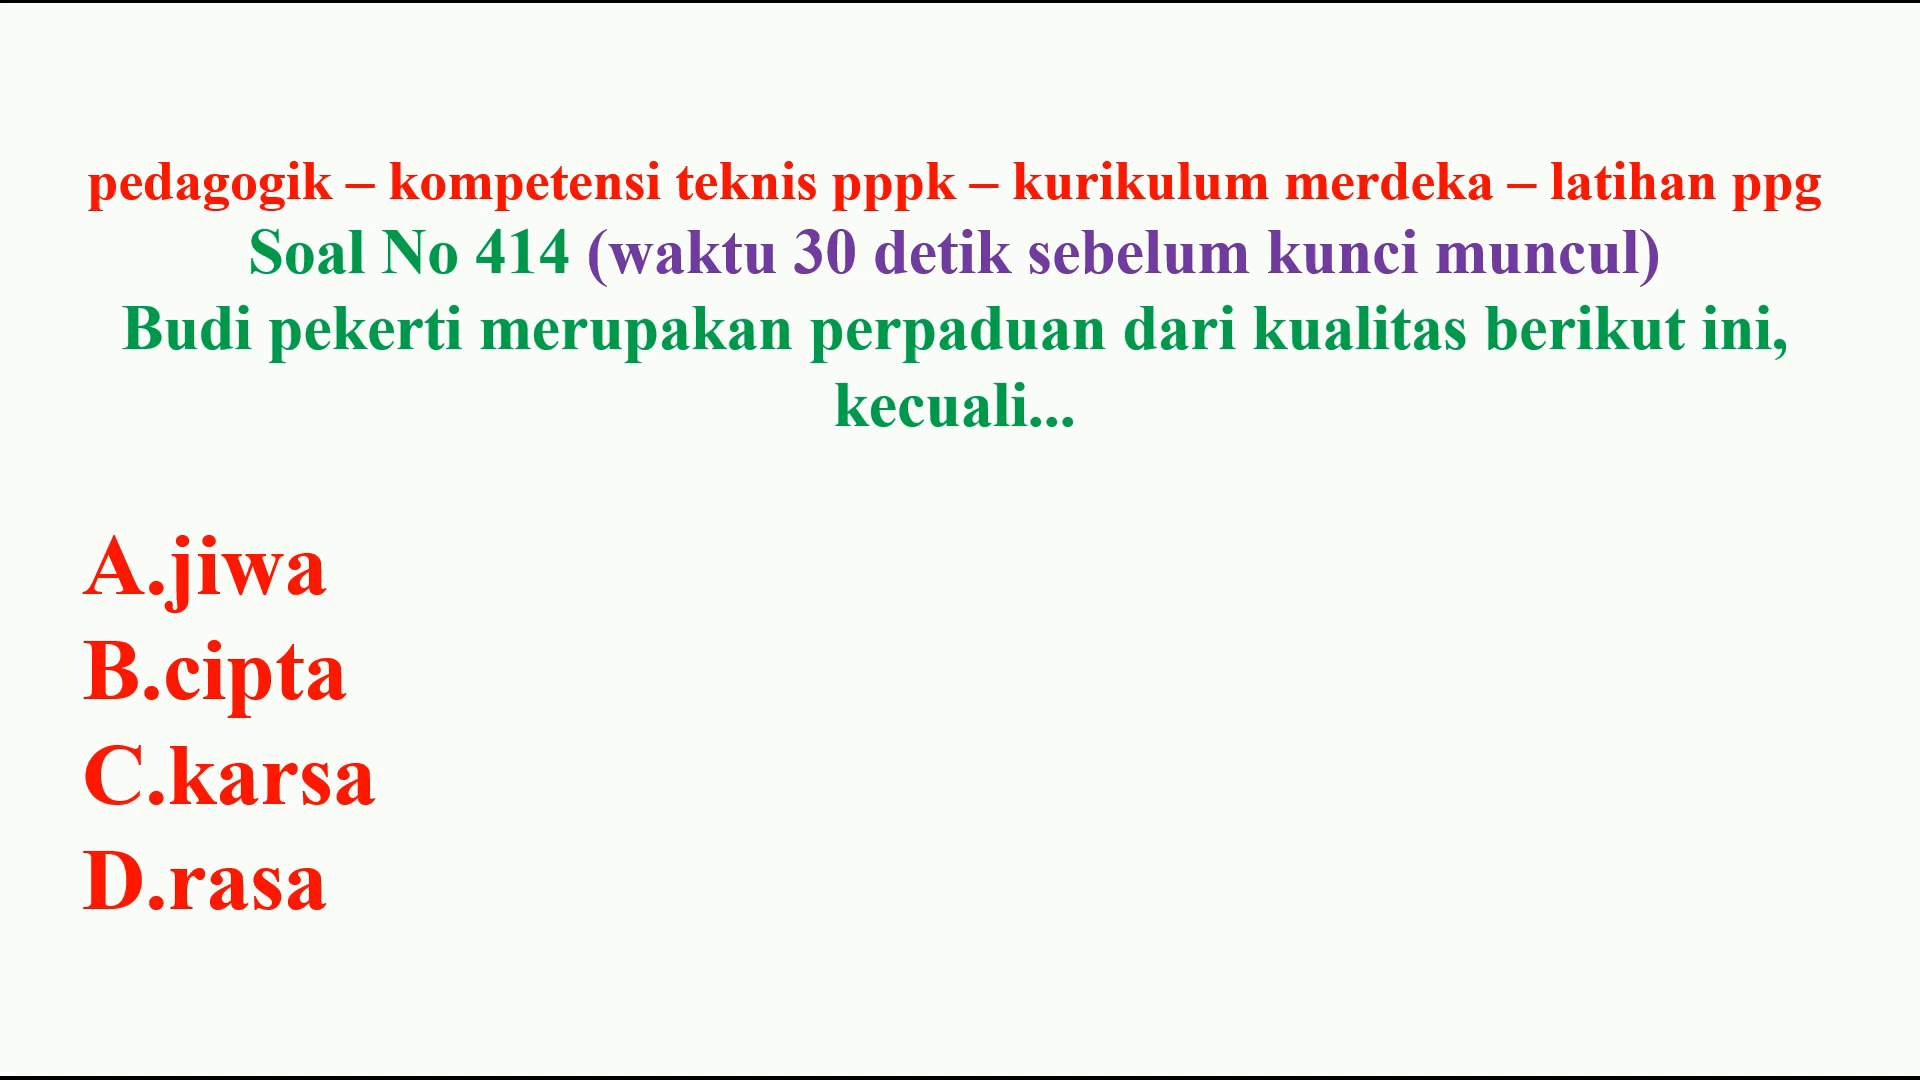 pedagogik – kompetensi teknis pppk – kurikulum merdeka – latihan ppg
Soal No 414 (waktu 30 detik sebelum kunci muncul)
Budi pekerti merupakan perpaduan dari kualitas berikut ini,
kecuali...
A.jiwa
B.cipta
C.karsa
D.rasa